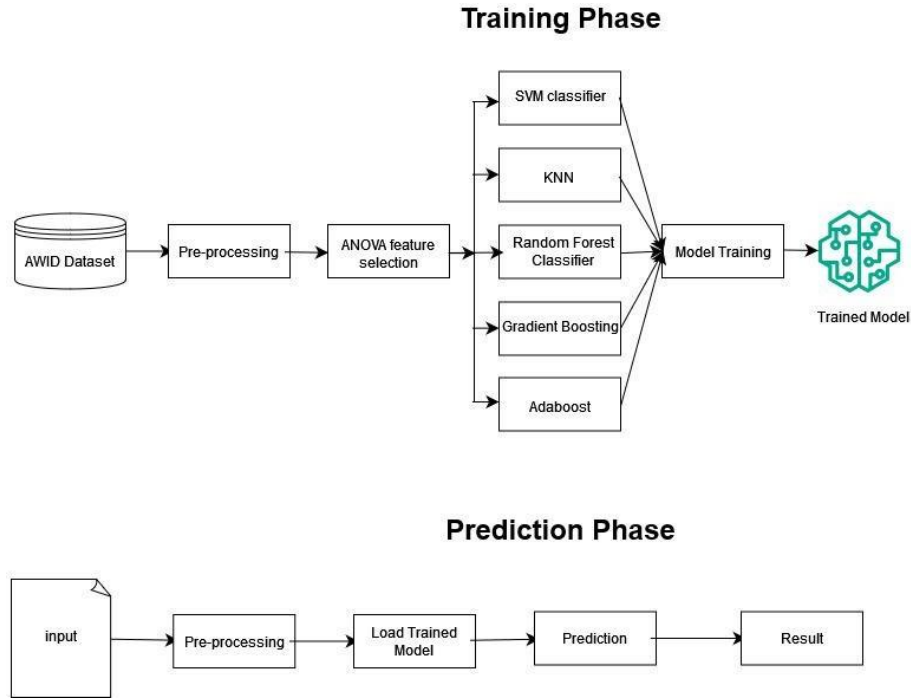 Training Phase
SVM classifier
KNN
AWID Dataset
Pre-processing
ANOVA feature
selection
Random Forest
Classifier
Model Training
Trained Model
Gradient Boosting
Adaboost
Prediction Phase
input
Pre-processing
Load Trained
Model
Prediction
Result